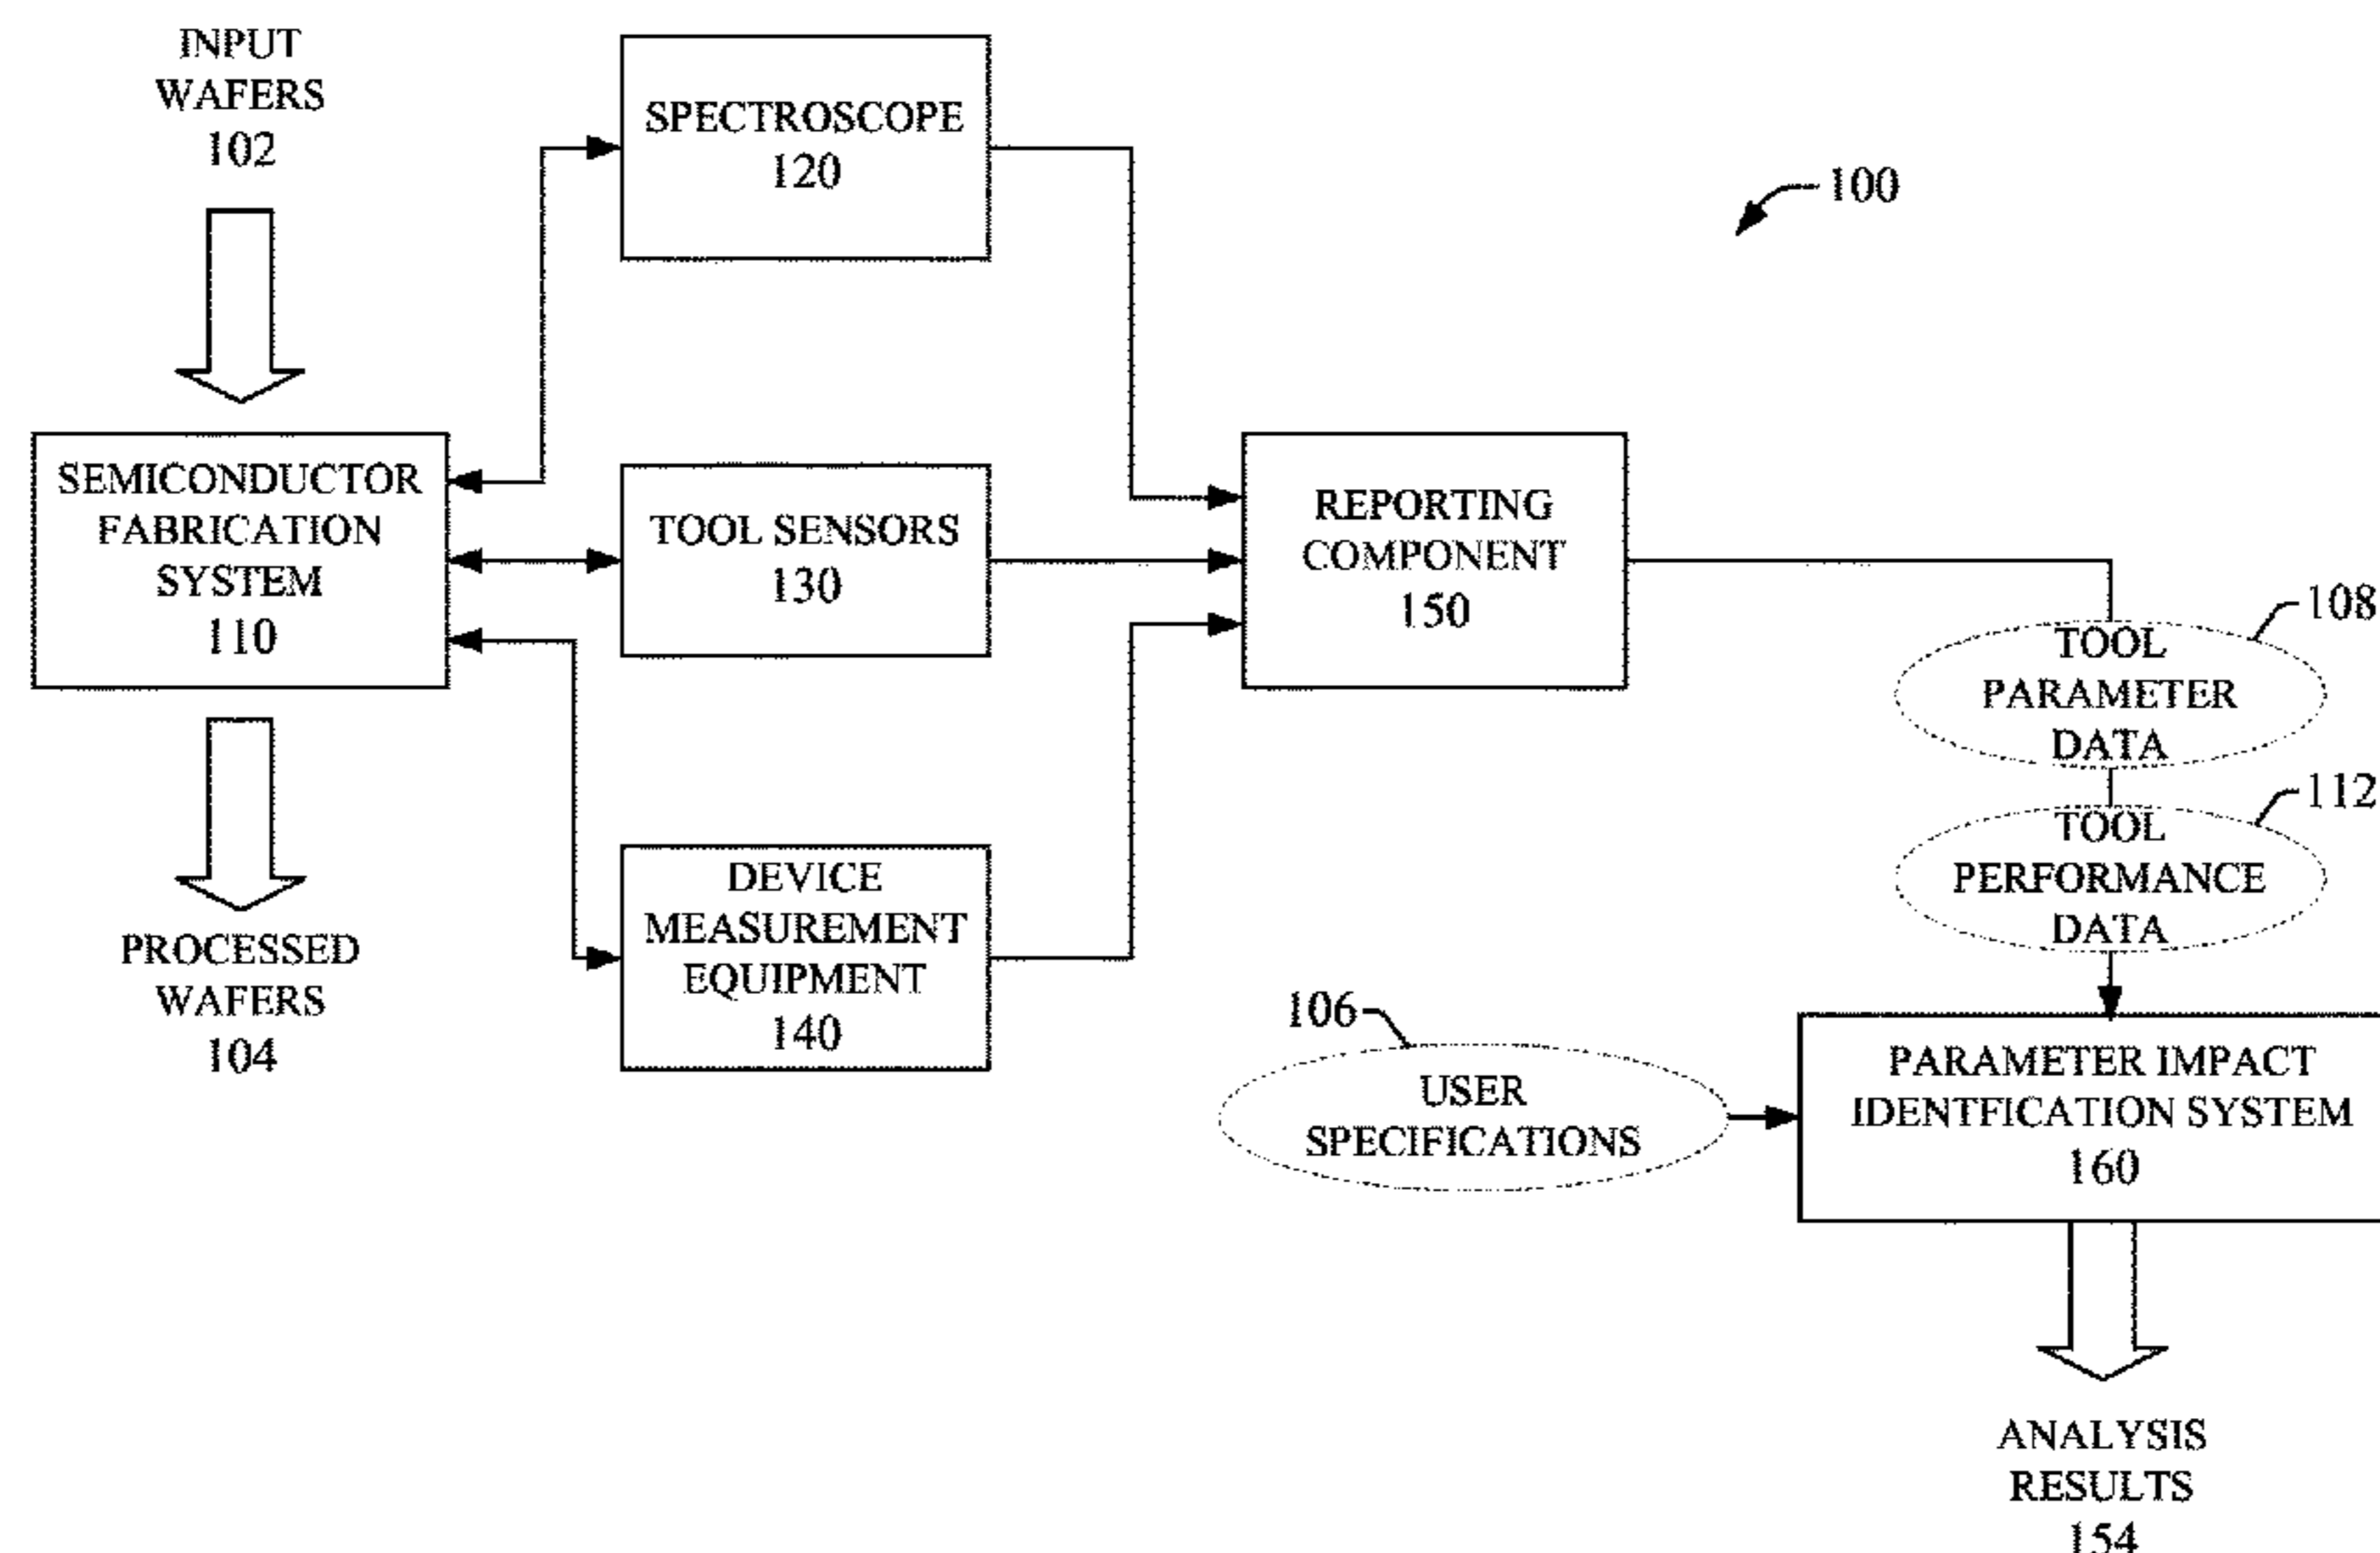 INPUT
WAFERS
102
SPECTROSCOPE
120
100
SEMICONDUCTOR
FABRICATION
SYSTEM
110
TOOL SENSORS
130
REPORTING
COMPONENT
150
108
TOOL
PARAMETER
DATA
112
TOOL
PERFORMANCE
DATA
PROCESSED
WAFERS
104
DEVICE
MEASUREMENT
EQUIPMENT
140
106
USER
SPECIFICATIONS
PARAMETER IMPACT
IDENTFICATION SYSTEM
160
ANALYSIS
RESULTS
154